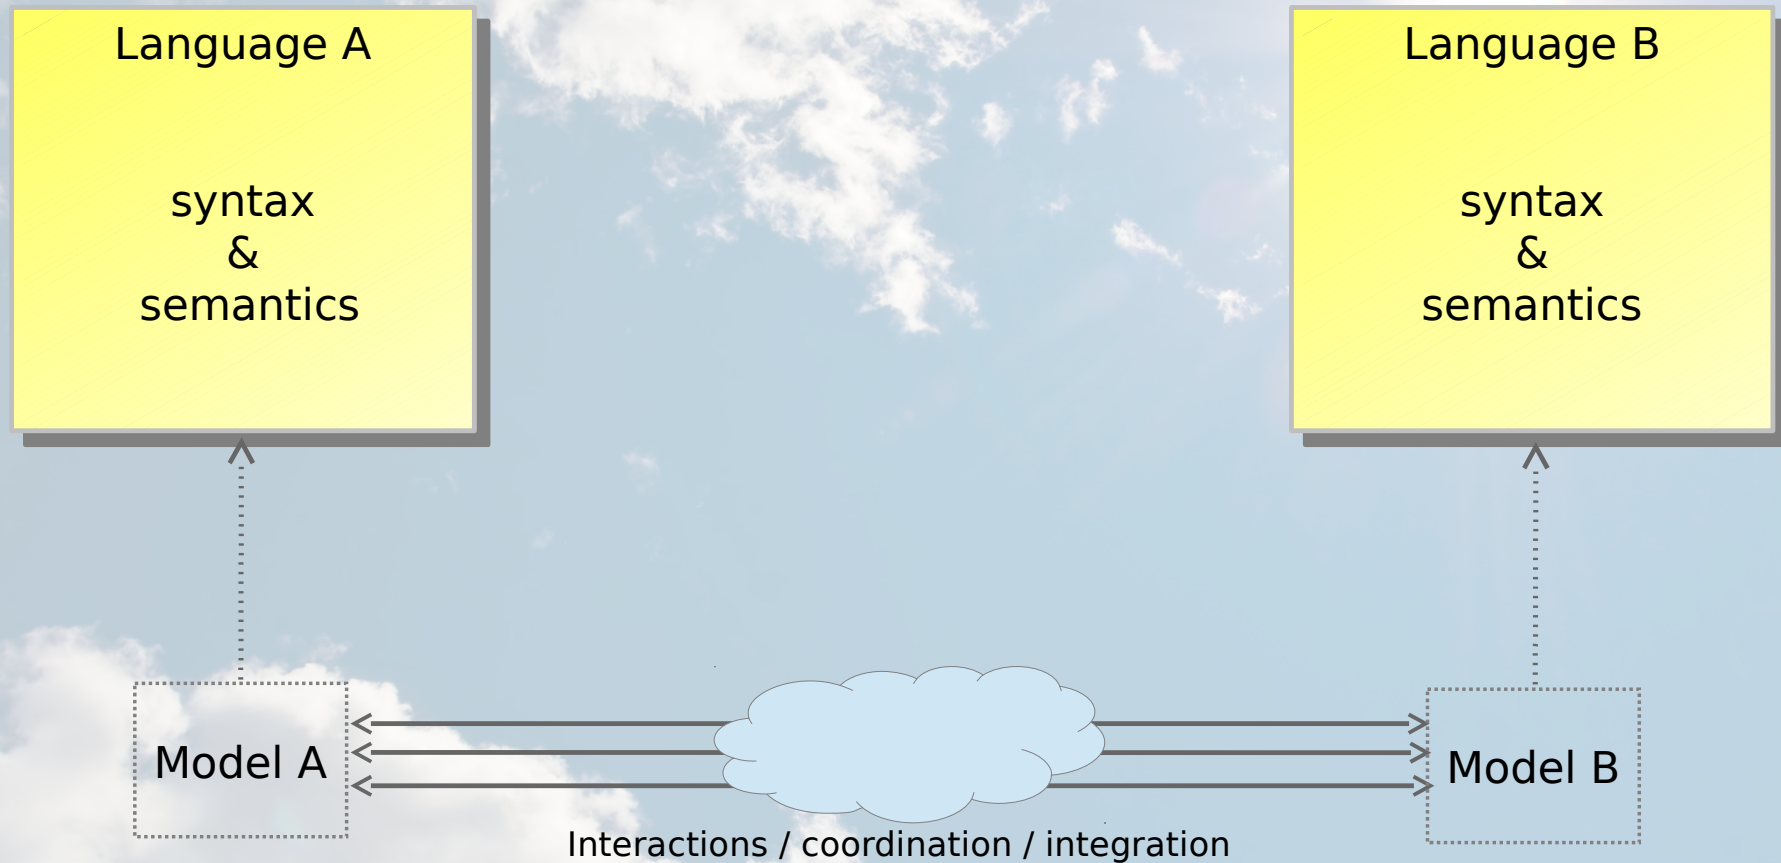 Language A
syntax
&
semantics
Language B
syntax
&
semantics
Model A
Model B
Interactions / coordination / integration